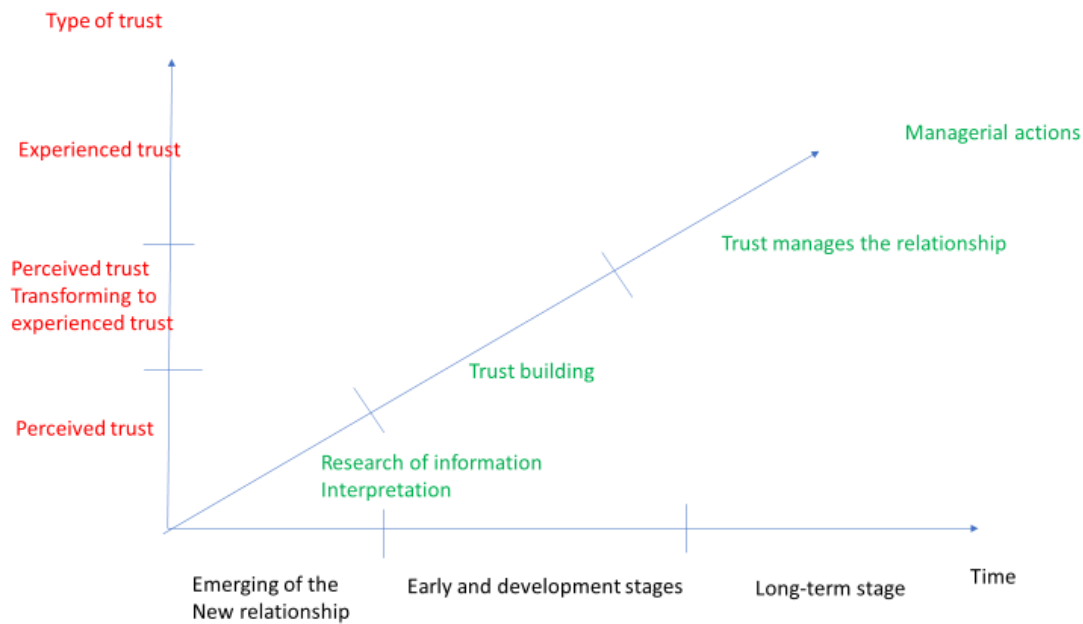 Type of trust
Managerial actions
Experienced trust
Trust manages the relationship
Perceived trust
Transforming to
experienced trust
Trust building
Perceived trust
Research of information
Interpretation
Emerging of the
New relationship
Early and development stages
Long-term stage
Time